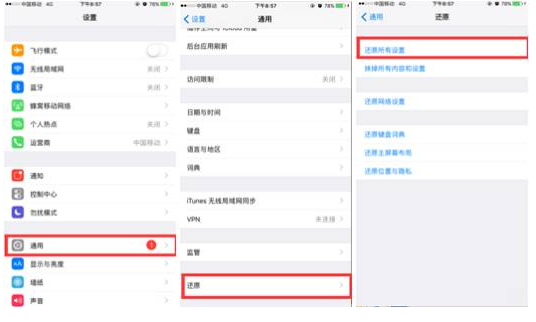 中国移动 4G 下午8:57 78%
设置
飞行模式
无线局域网 关闭
蓝牙 关闭
蜂窝移动网络
个人热点 关闭
运营商 中国移动
通知
控制中心
勿扰模式
通用 1
AA 显示与亮度
墙纸
声音
中国移动 4G 下午8:57 78%
设置 通用
后台应用刷新
访问限制 关闭
日期与时间
键盘
语言与地区
词典
iTunes 无线局域网同步
VPN 未连接
监管
还原
中国移动 4G 下午8:57 78%
通用 还原
还原所有设置
抹掉所有内容和设置
还原网络设置
还原键盘词典
还原主屏幕布局
还原位置与隐私